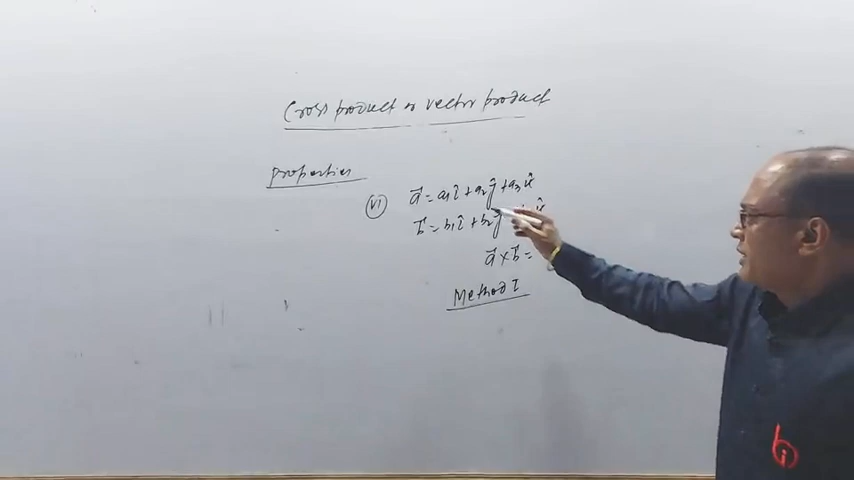 Cross product or vector product
Properties
(vi) a⃗ = a₁î + a₂ĵ + a₃k̂
b⃗ = b₁î + b₂ĵ
a⃗ × b⃗ =
Method I